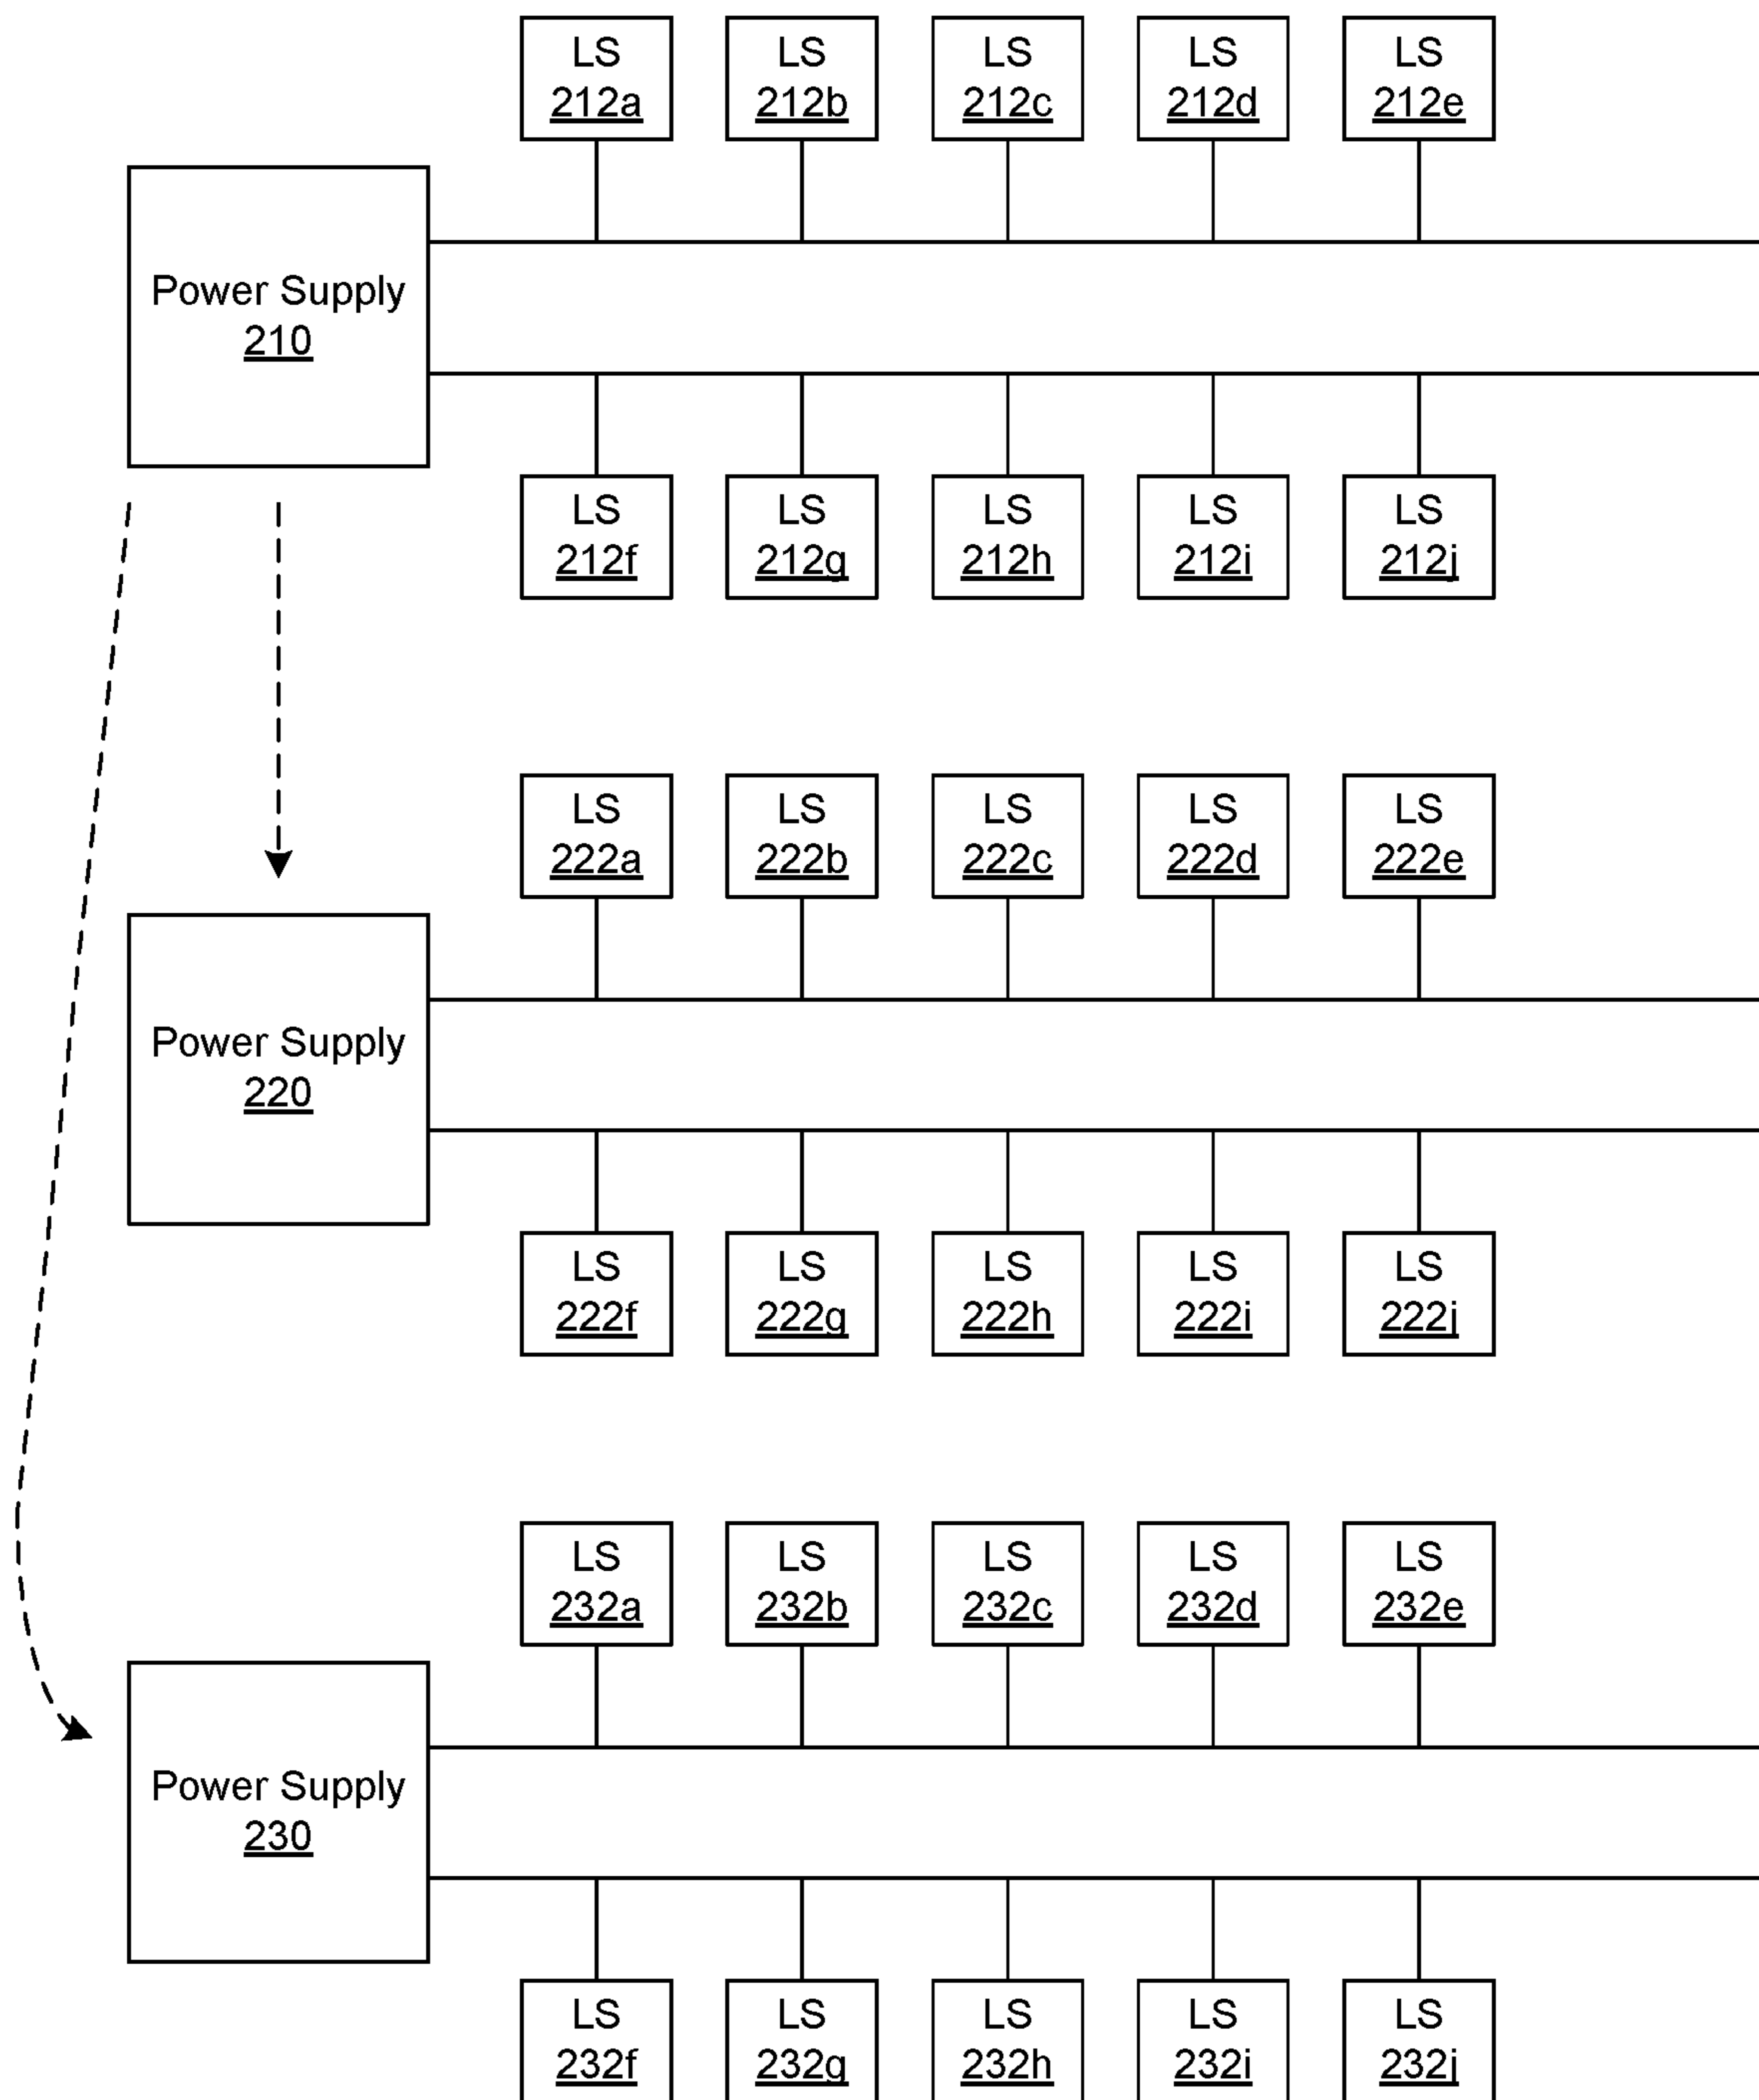 LS
212a
LS
212b
LS
212c
LS
212d
LS
212e
Power Supply
210
LS
212f
LS
212g
LS
212h
LS
212i
LS
212j
LS
222a
LS
222b
LS
222c
LS
222d
LS
222e
Power Supply
220
LS
222f
LS
222g
LS
222h
LS
222i
LS
222j
LS
232a
LS
232b
LS
232c
LS
232d
LS
232e
Power Supply
230
LS
232f
LS
232g
LS
232h
LS
232i
LS
232j